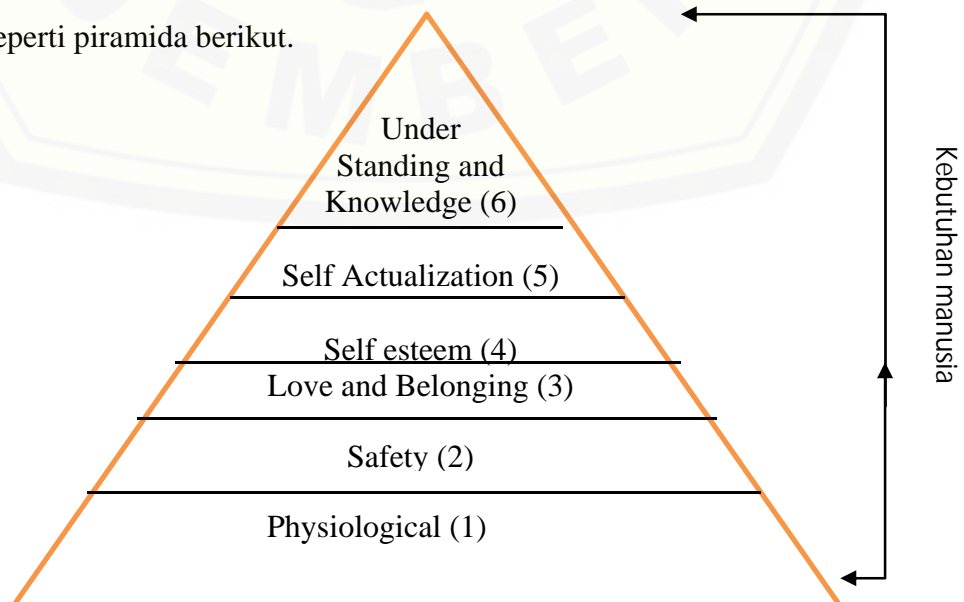 eperti piramida berikut.
Under
Standing and
Knowledge (6)
Self Actualization (5)
Self esteem (4)
Love and Belonging (3)
Safety (2)
Physiological (1)
Kebutuhan manusia